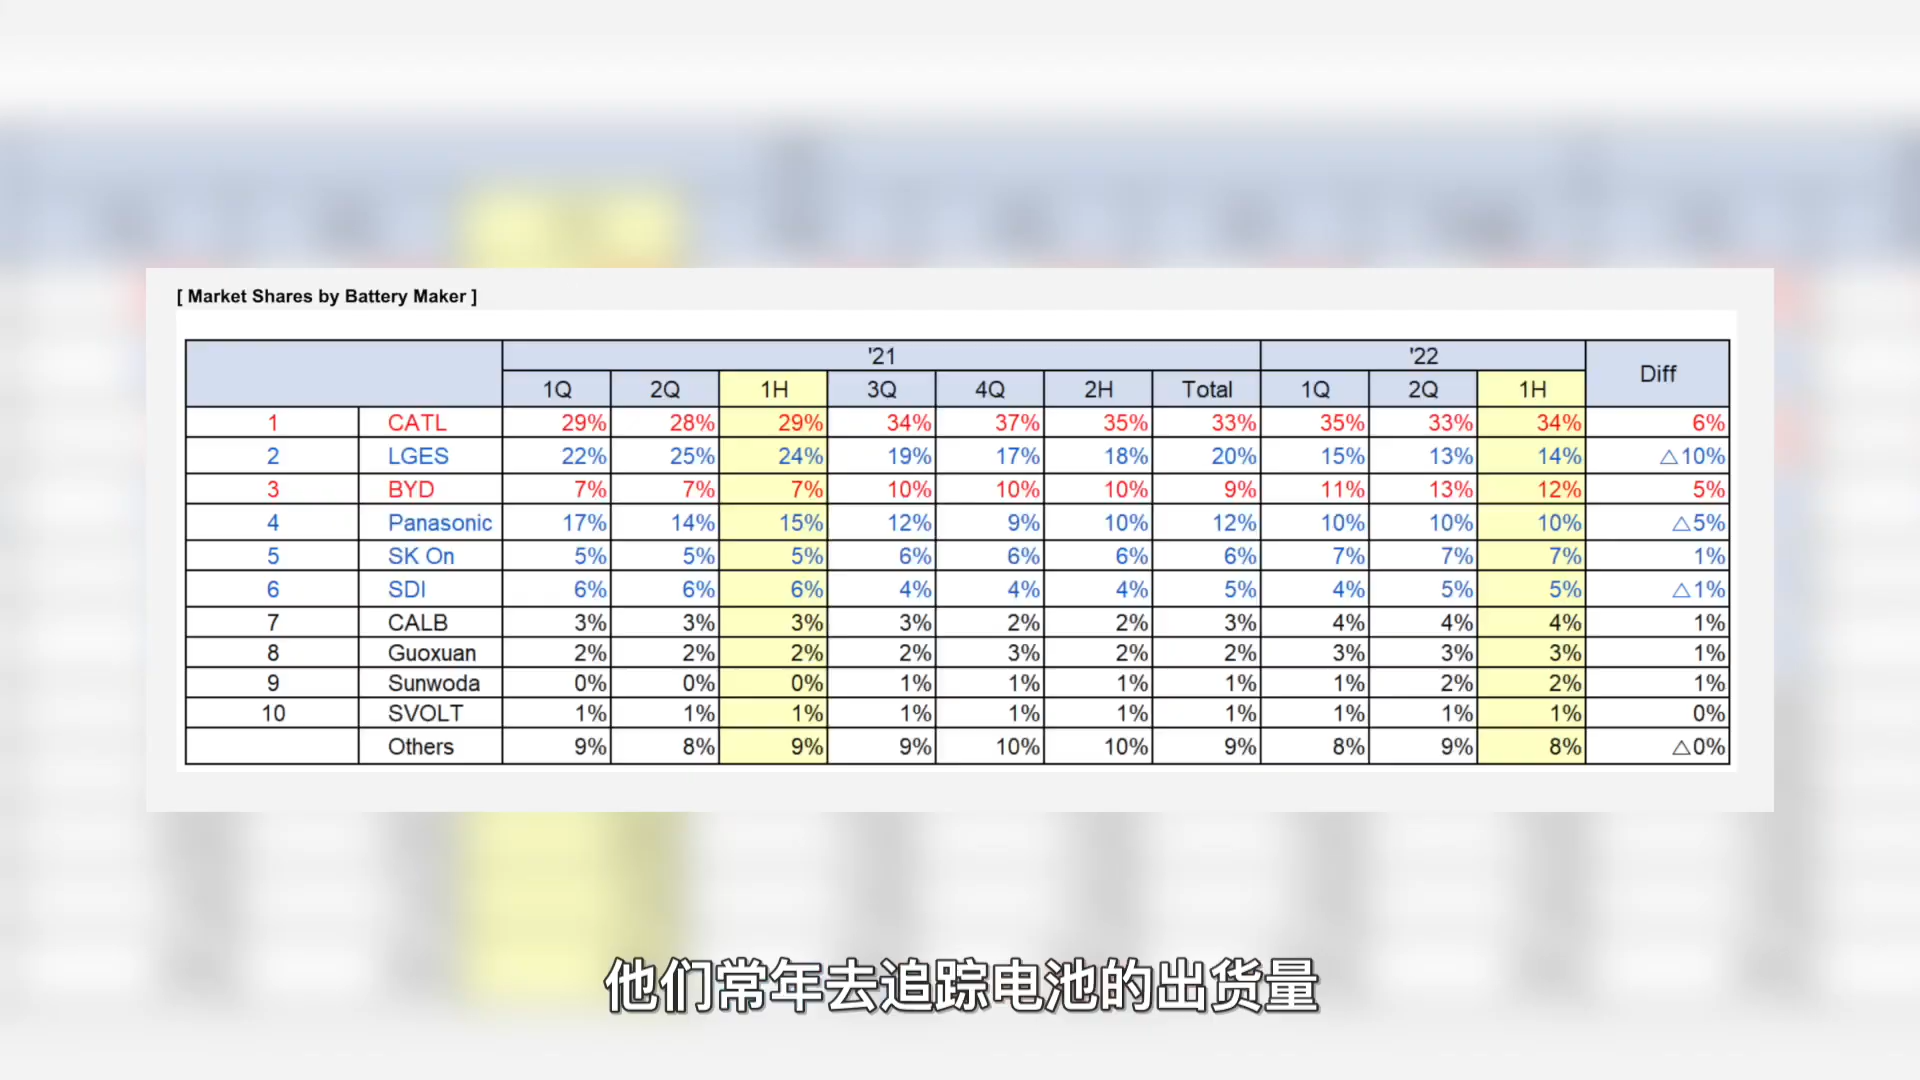 [ Market Shares by Battery Maker ]
'21 '22 Diff
1Q 2Q 1H 3Q 4Q 2H Total 1Q 2Q 1H
1 CATL 29% 28% 29% 34% 37% 35% 33% 35% 33% 34% 6%
2 LGES 22% 25% 24% 19% 17% 18% 20% 15% 13% 14% △10%
3 BYD 7% 7% 7% 10% 10% 10% 9% 11% 13% 12% 5%
4 Panasonic 17% 14% 15% 12% 9% 10% 12% 10% 10% 10% △5%
5 SK On 5% 5% 5% 6% 6% 6% 6% 7% 7% 7% 1%
6 SDI 6% 6% 6% 4% 4% 4% 5% 4% 5% 5% △1%
7 CALB 3% 3% 3% 3% 2% 2% 3% 4% 4% 4% 1%
8 Guoxuan 2% 2% 2% 2% 3% 2% 2% 3% 3% 3% 1%
9 Sunwoda 0% 0% 0% 1% 1% 1% 1% 1% 2% 2% 1%
10 SVOLT 1% 1% 1% 1% 1% 1% 1% 1% 1% 1% 0%
Others 9% 8% 9% 9% 10% 10% 9% 8% 9% 8% △0%
他们常年去追踪电池的出货量